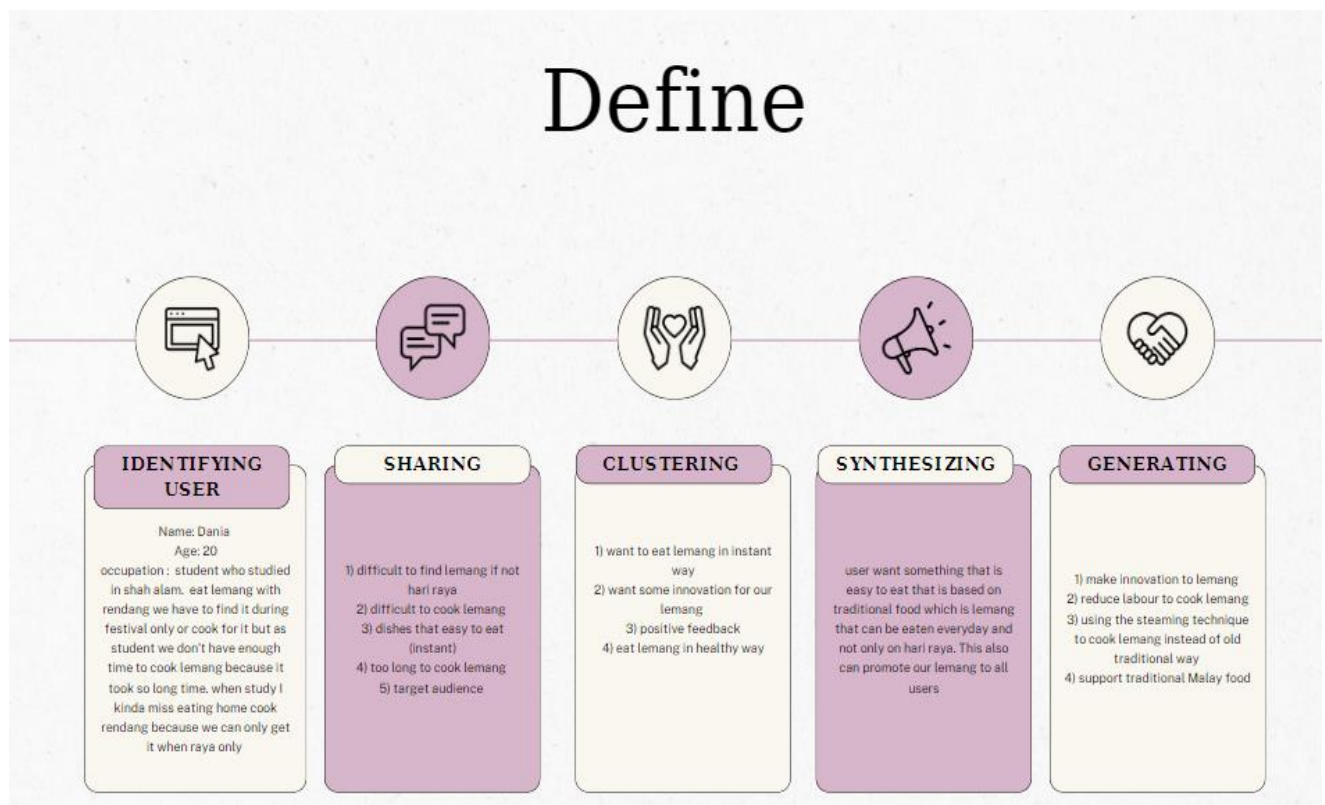 Define
IDENTIFYING
USER
Name: Dania
Age: 20
occupation : student who studied
in shah alam. eat lemang with
rendang we have to find it during
festival only or cook for it but as
student we don't have enough
time to cook lemang because it
took so long time. when study I
kinda miss eating home cook
rendang because we can only get
it when raya only
SHARING
1) difficult to find lemang if not
hari raya
2) difficult to cook lemang
3) dishes that easy to eat
(instant)
4) too long to cook lemang
5) target audience
CLUSTERING
1) want to eat lemang in instant
way
2) want some innovation for our
lemang
3) positive feedback
4) eat lemang in healthy way
SYNTHESIZING
user want something that is
easy to eat that is based on
traditional food which is lemang
that can be eaten everyday and
not only on hari raya. This also
can promote our lemang to all
users
GENERATING
1) make innovation to lemang
2) reduce labour to cook lemang
3) using the steaming technique
to cook lemang instead of old
traditional way
4) support traditional Malay food